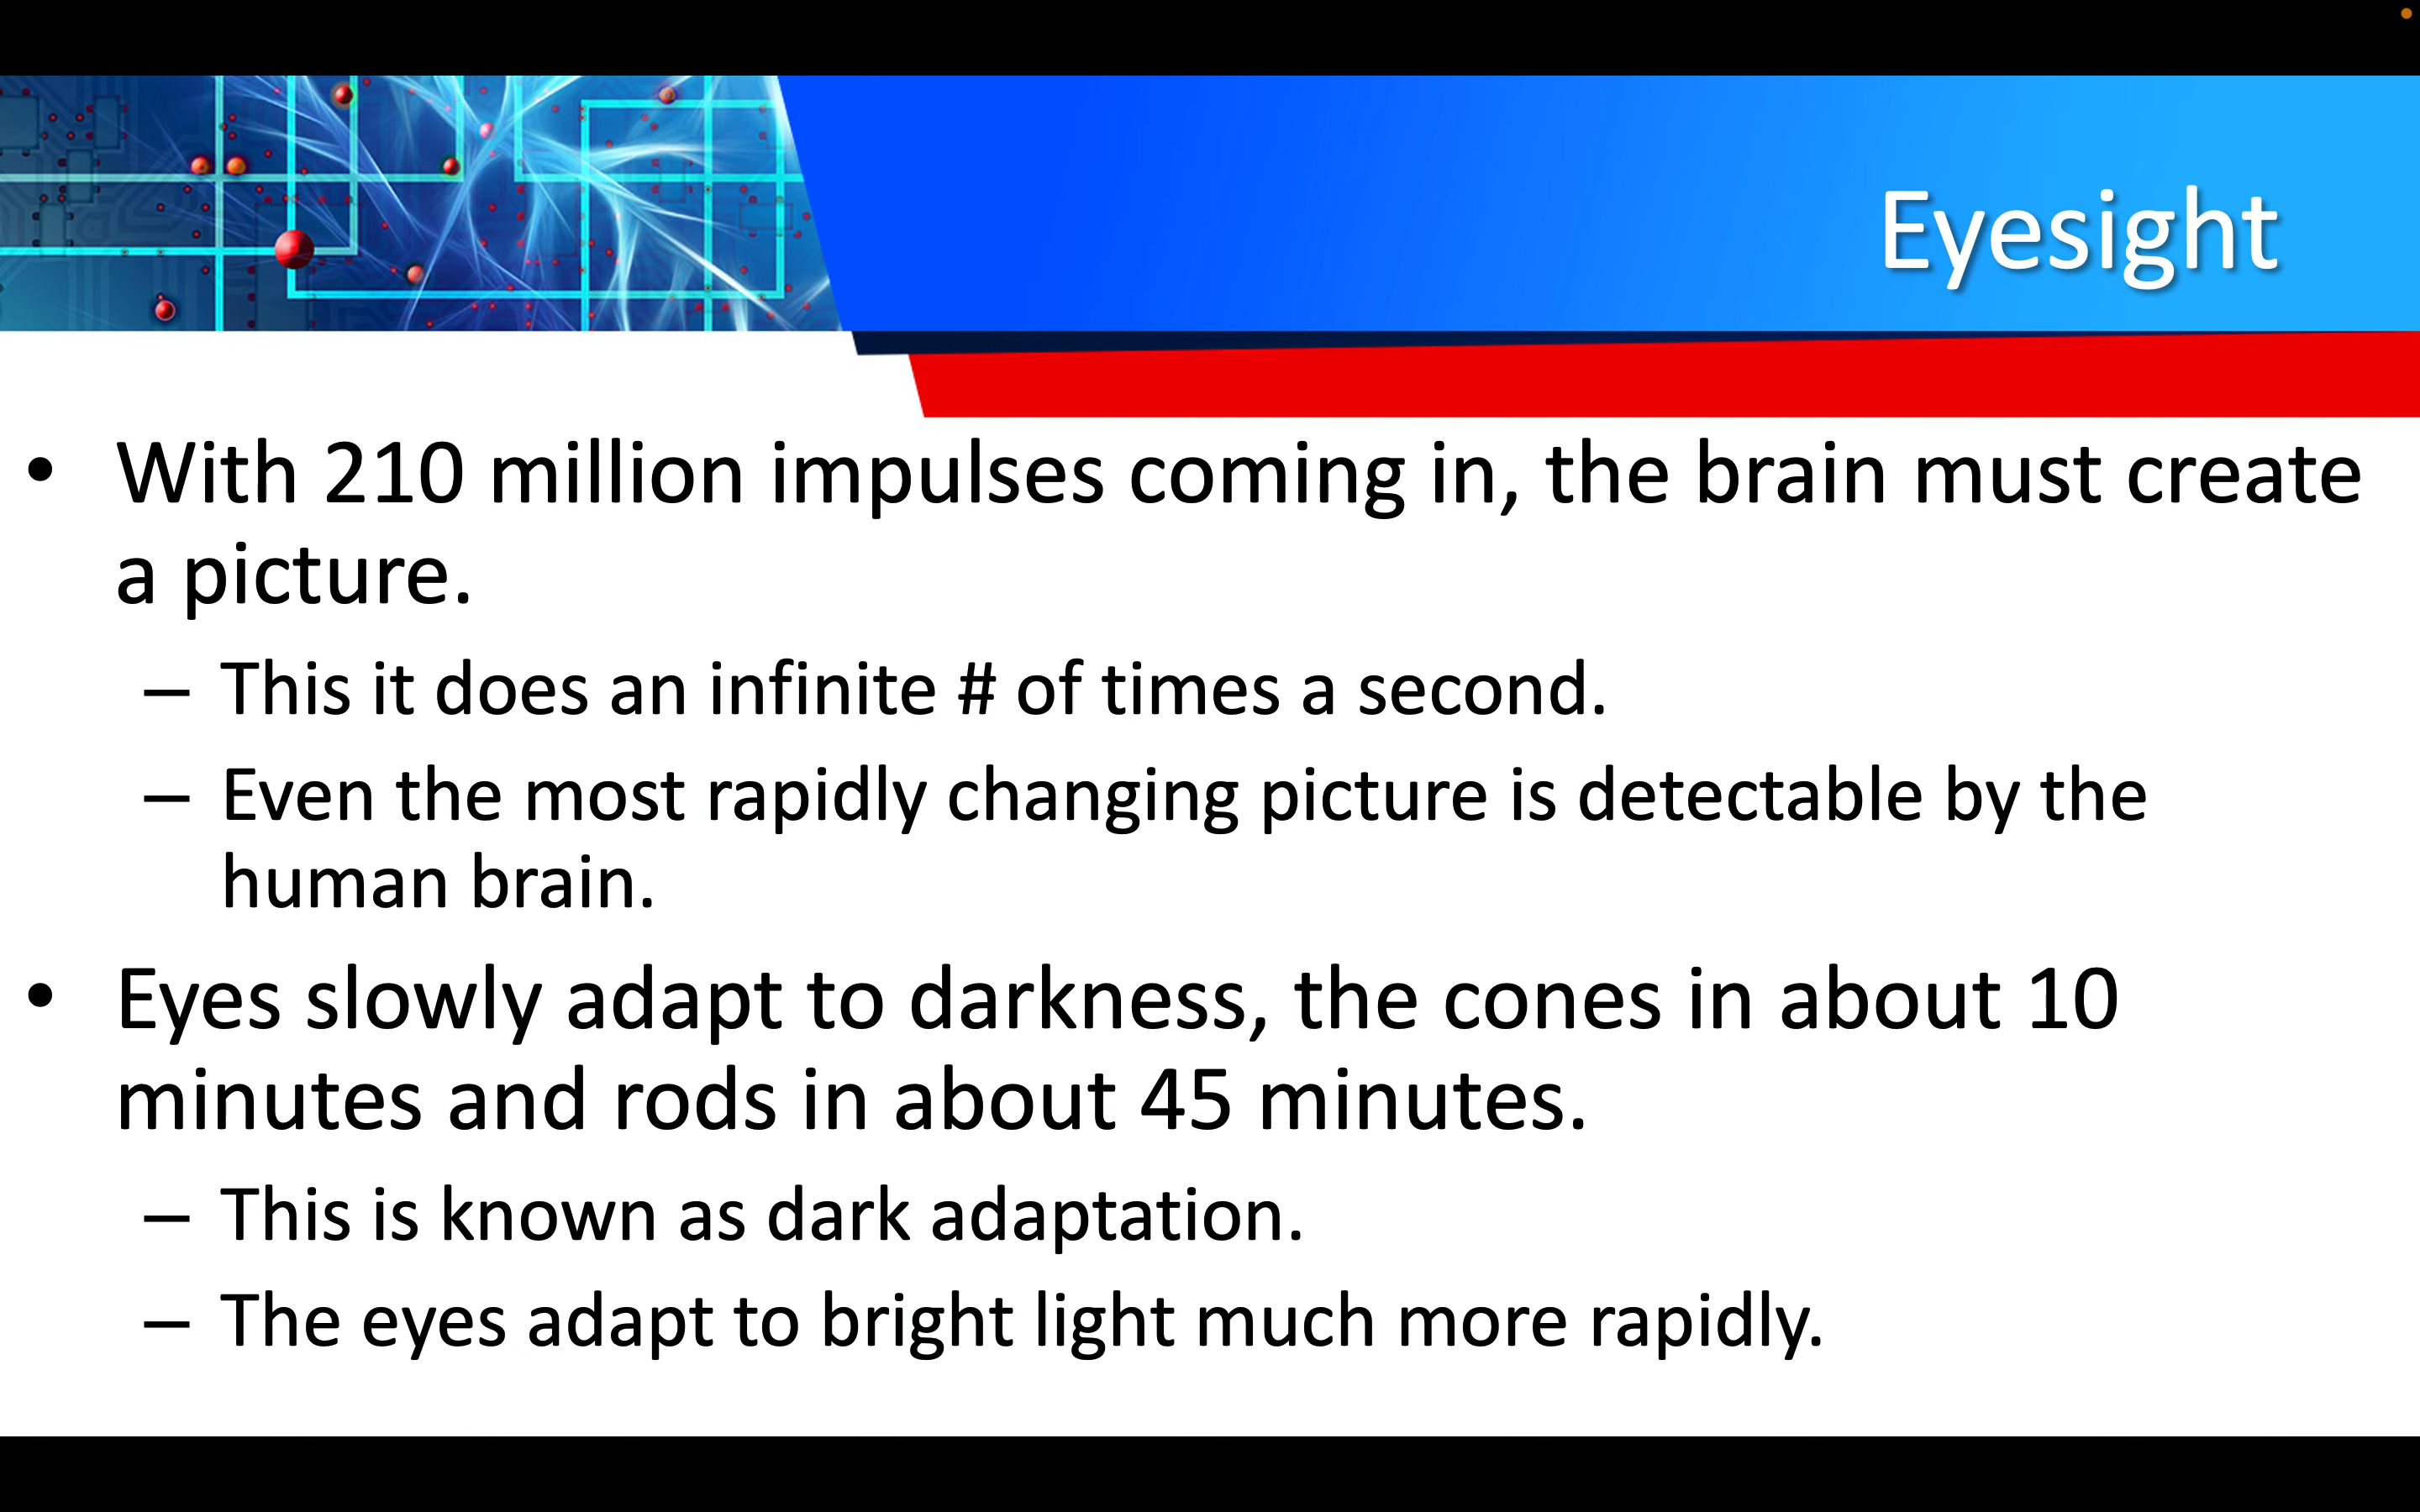 Eyesight
• With 210 million impulses coming in, the brain must create
a picture.
– This it does an infinite # of times a second.
– Even the most rapidly changing picture is detectable by the
human brain.
• Eyes slowly adapt to darkness, the cones in about 10
minutes and rods in about 45 minutes.
– This is known as dark adaptation.
– The eyes adapt to bright light much more rapidly.